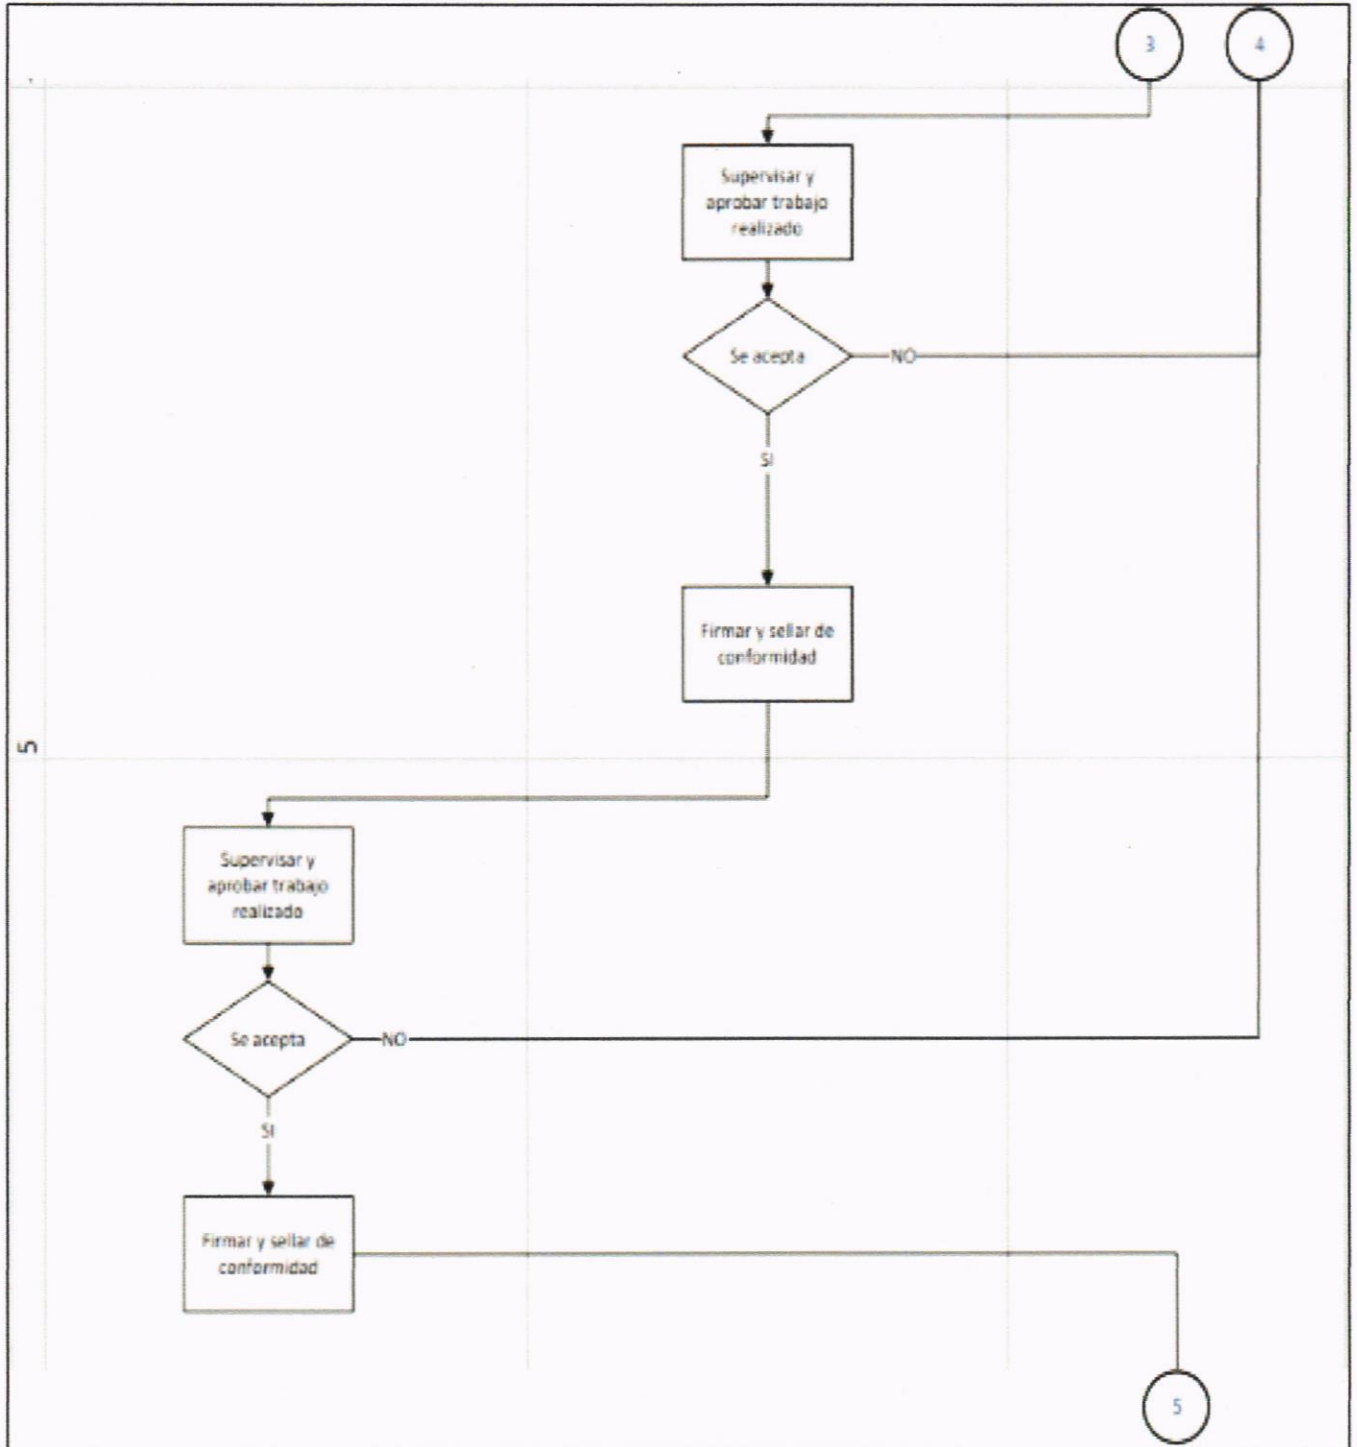 3
4
Supervisar y
aprobar trabajo
realizado
Se acepta
NO
SI
Firmar y sellar de
conformidad
5
Supervisar y
aprobar trabajo
realizado
Se acepta
NO
SI
Firmar y sellar de
conformidad
5